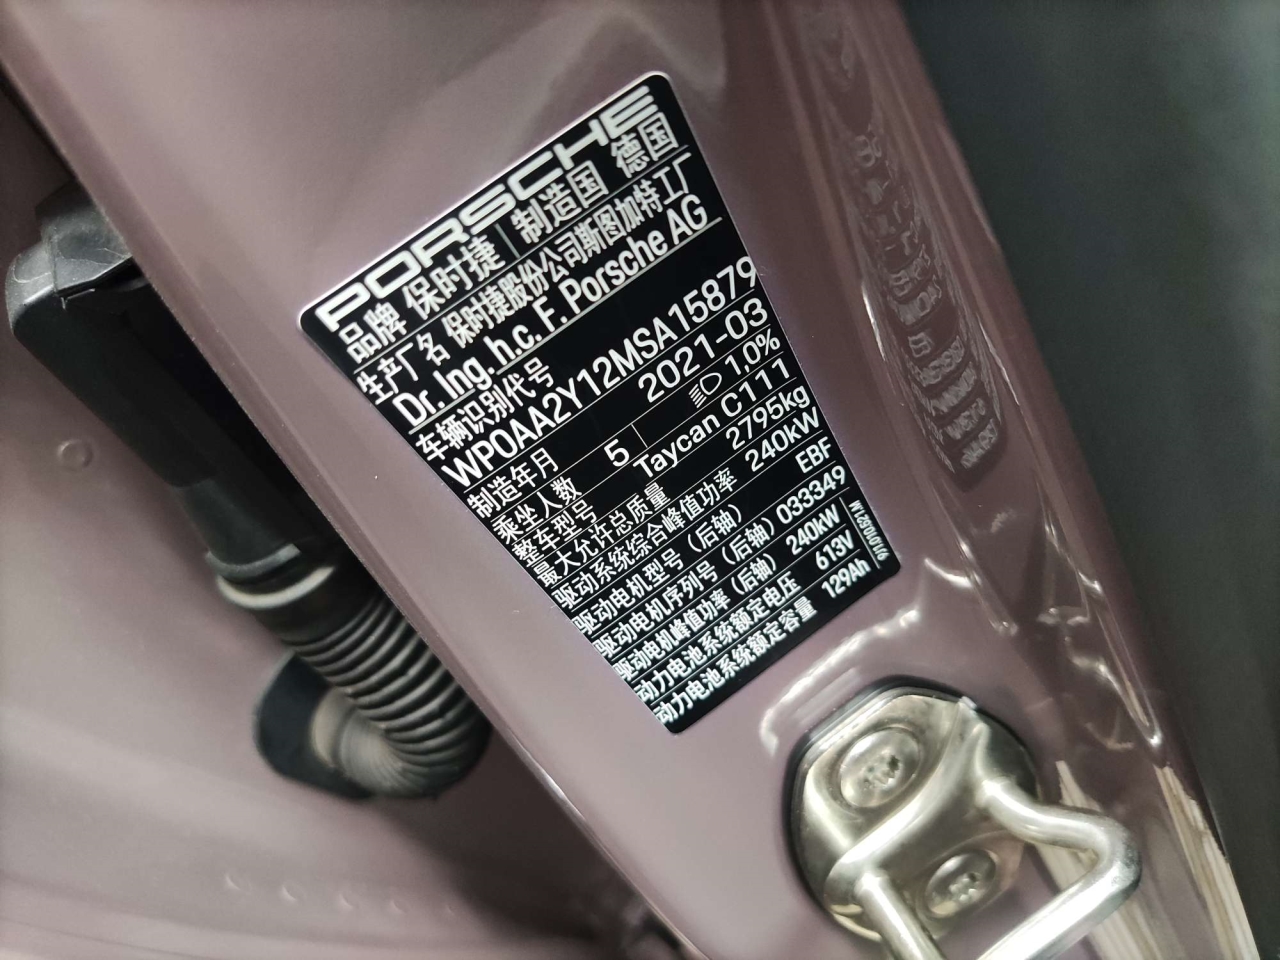 PORSCHE
品牌 保时捷 制造国 德国
生产厂名 保时捷股份公司斯图加特工厂
Dr. Ing. h.c. F. Porsche AG
车辆识别代号
WP0AA2Y12MSA15879
制造年月 2021-03
乘坐人数 5 1,0%
整车型号 Taycan C111
最大允许总质量 2795kg
驱动系统综合峰值功率 240kW
驱动电机型号（后轴） EBF
驱动电机序列号（后轴） 033349
驱动电机峰值功率（后轴） 240kW
动力电池系统额定电压 613V
动力电池系统额定容量 129Ah